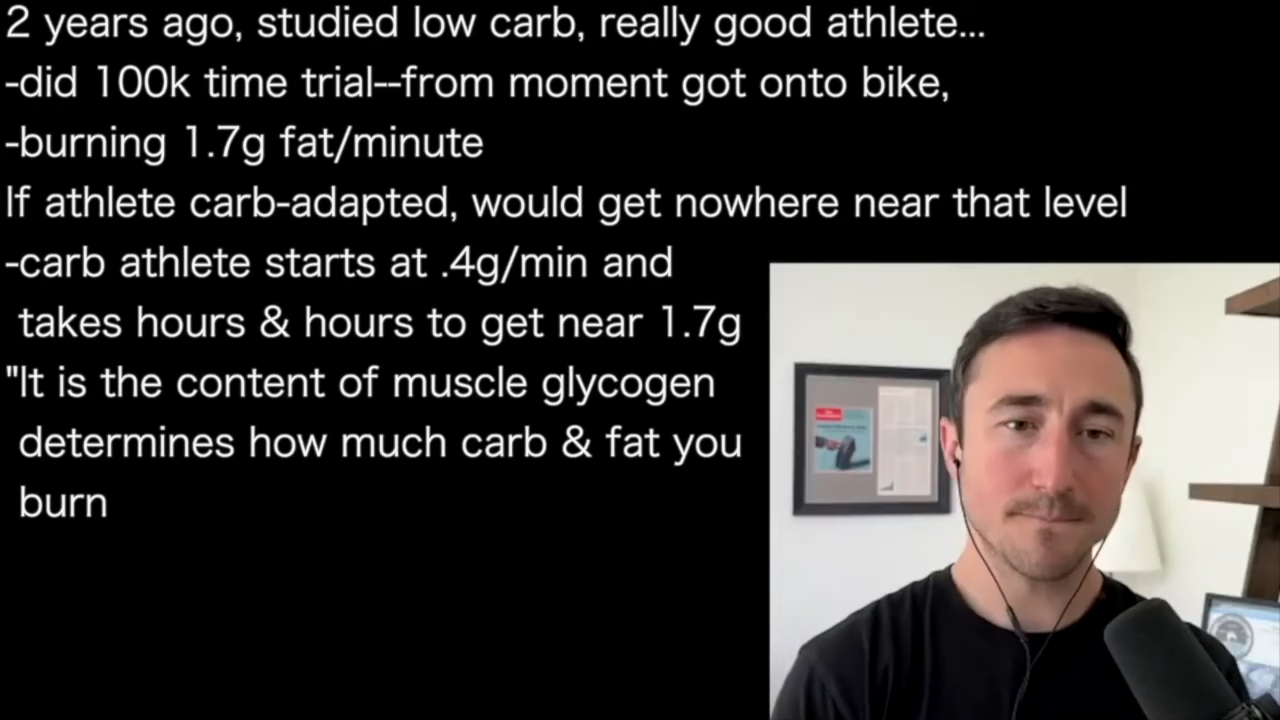 2 years ago, studied low carb, really good athlete...
-did 100k time trial--from moment got onto bike,
-burning 1.7g fat/minute
If athlete carb-adapted, would get nowhere near that level
-carb athlete starts at .4g/min and
takes hours & hours to get near 1.7g
"It is the content of muscle glycogen
determines how much carb & fat you
burn